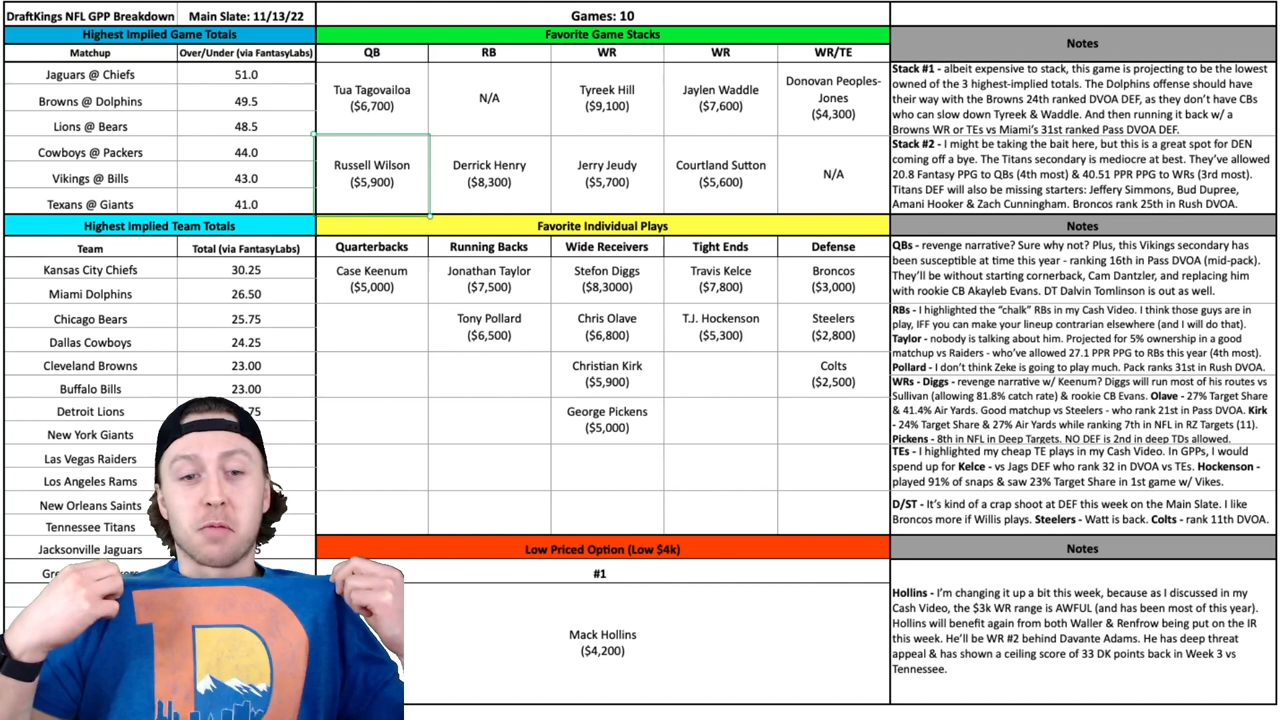 DraftKings NFL GPP Breakdown Main Slate: 11/13/22 Games: 10
Highest Implied Game Totals
Matchup Over/Under (via FantasyLabs)
Jaguars @ Chiefs 51.0
Browns @ Dolphins 49.5
Lions @ Bears 48.5
Cowboys @ Packers 44.0
Vikings @ Bills 43.0
Texans @ Giants 41.0
Favorite Game Stacks
QB RB WR WR WR/TE
Tua Tagovailoa
($6,700)
N/A
Tyreek Hill
($9,100)
Jaylen Waddle
($7,600)
Donovan Peoples-
Jones
($4,300)
Russell Wilson
($5,900)
Derrick Henry
($8,300)
Jerry Jeudy
($5,700)
Courtland Sutton
($5,600)
N/A
Notes
Stack #1 - albeit expensive to stack, this game is projecting to be the lowest
owned of the 3 highest-implied totals. The Dolphins offense should have
their way with the Browns 24th ranked DVOA DEF, as they don't have CBs
who can slow down Tyreek & Waddle. And then running it back w/ a
Browns WR or TEs vs Miami's 31st ranked Pass DVOA DEF.
Stack #2 - I might be taking the bait here, but this is a great spot for DEN
coming off a bye. The Titans secondary is mediocre at best. They've allowed
20.8 Fantasy PPG to QBs (4th most) & 40.51 PPR PPG to WRs (3rd most).
Titans DEF will also be missing starters: Jeffery Simmons, Bud Dupree,
Amani Hooker & Zach Cunningham. Broncos rank 25th in Rush DVOA.
Highest Implied Team Totals
Team Total (via FantasyLabs)
Kansas City Chiefs 30.25
Miami Dolphins 26.50
Chicago Bears 25.75
Dallas Cowboys 24.25
Cleveland Browns 23.00
Buffalo Bills 23.00
Detroit Lions .75
New York Giants
Las Vegas Raiders
Los Angeles Rams
New Orleans Saints
Tennessee Titans
Jacksonville Jaguars
Favorite Individual Plays
Quarterbacks Running Backs Wide Receivers Tight Ends Defense
Case Keenum
($5,000)
Jonathan Taylor
($7,500)
Stefon Diggs
($8,3000)
Travis Kelce
($7,800)
Broncos
($3,000)
Tony Pollard
($6,500)
Chris Olave
($6,800)
T.J. Hockenson
($5,300)
Steelers
($2,800)
Christian Kirk
($5,900)
Colts
($2,500)
George Pickens
($5,000)
Notes
QBs - revenge narrative? Sure why not? Plus, this Vikings secondary has
been susceptible at time this year - ranking 16th in Pass DVOA (mid-pack).
They'll be without starting cornerback, Cam Dantzler, and replacing him
with rookie CB Akayleb Evans. DT Dalvin Tomlinson is out as well.
RBs - I highlighted the "chalk" RBs in my Cash Video. I think those guys are in
play, IFF you can make your lineup contrarian elsewhere (and I will do that).
Taylor - nobody is talking about him. Projected for 5% ownership in a good
matchup vs Raiders - who've allowed 27.1 PPR PPG to RBs this year (4th most).
Pollard - I don't think Zeke is going to play much. Pack ranks 31st in Rush DVOA.
WRs - Diggs - revenge narrative w/ Keenum? Diggs will run most of his routes vs
Sullivan (allowing 81.8% catch rate) & rookie CB Evans. Olave - 27% Target Share
& 41.4% Air Yards. Good matchup vs Steelers - who rank 21st in Pass DVOA. Kirk
- 24% Target Share & 27% Air Yards while ranking 7th in NFL in RZ Targets (11).
Pickens - 8th in NFL in Deep Targets. NO DEF is 2nd in deep TDs allowed.
TEs - I highlighted my cheap TE plays in my Cash Video. In GPPs, I would
spend up for Kelce - vs Jags DEF who rank 32 in DVOA vs TEs. Hockenson -
played 91% of snaps & saw 23% Target Share in 1st game w/ Vikes.
D/ST - It's kind of a crap shoot at DEF this week on the Main Slate. I like
Broncos more if Willis plays. Steelers - Watt is back. Colts - rank 11th DVOA.
Low Priced Option (Low $4k)
#1
Mack Hollins
($4,200)
Notes
Hollins - I'm changing it up a bit this week, because as I discussed in my
Cash Video, the $3k WR range is AWFUL (and has been most of this year).
Hollins will benefit again from both Waller & Renfrow being put on the IR
this week. He'll be WR #2 behind Davante Adams. He has deep threat
appeal & has shown a ceiling score of 33 DK points back in Week 3 vs
Tennessee.